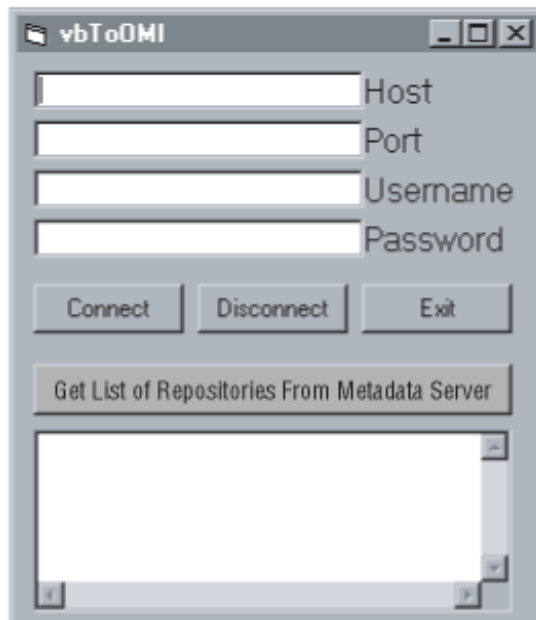 vbToOMI
Host
Port
Username
Password
Connect Disconnect Exit
Get List of Repositories From Metadata Server